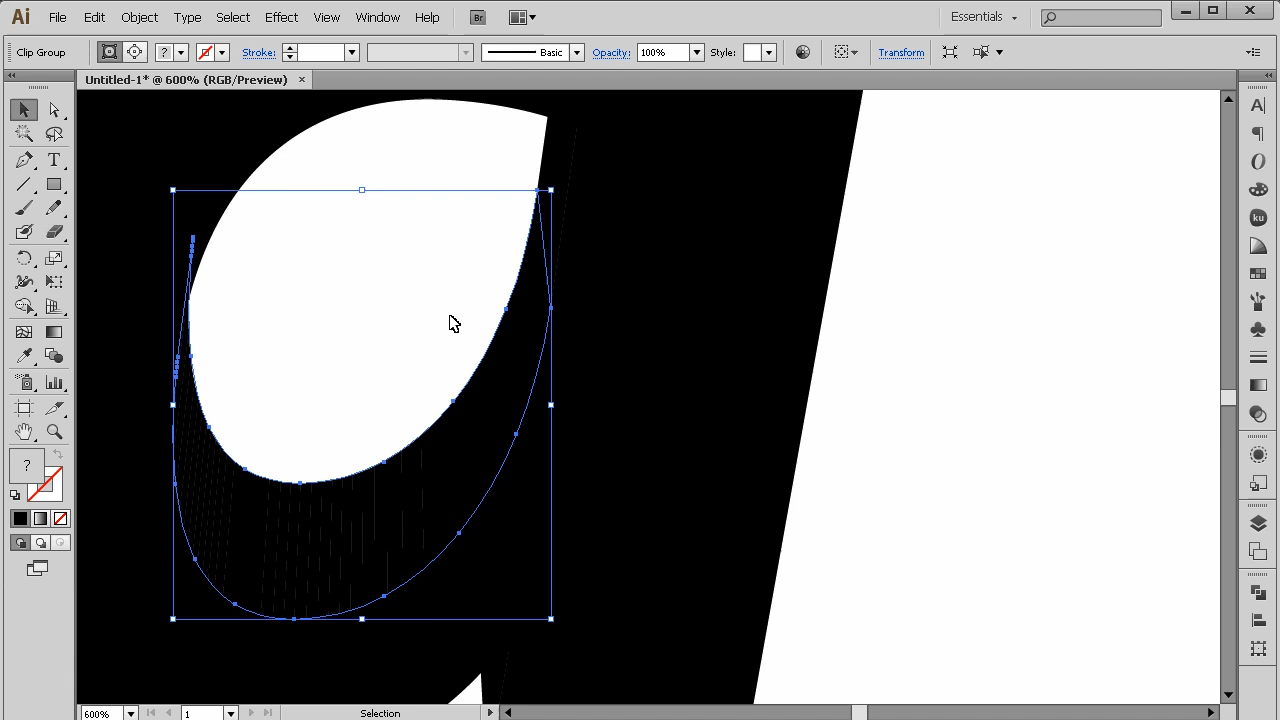 Ai File Edit Object Type Select Effect View Window Help Br Essentials
Clip Group ? Stroke: Basic Opacity: 100% Style: Transform
Untitled-1* @ 600% (RGB/Preview) ×
A
T
ku
?
600% 1 Selection